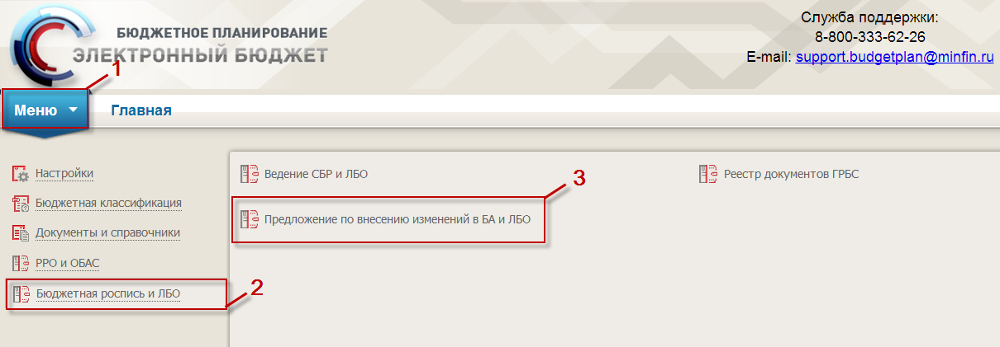 БЮДЖЕТНОЕ ПЛАНИРОВАНИЕ
ЭЛЕКТРОННЫЙ БЮДЖЕТ
Служба поддержки:
8-800-333-62-26
E-mail: support.budgetplan@minfin.ru
1
Меню
Главная
Настройки
Бюджетная классификация
Документы и справочники
РРО и ОБАС
Бюджетная роспись и ЛБО
2
Ведение СБР и ЛБО
Реестр документов ГРБС
3
Предложение по внесению изменений в БА и ЛБО